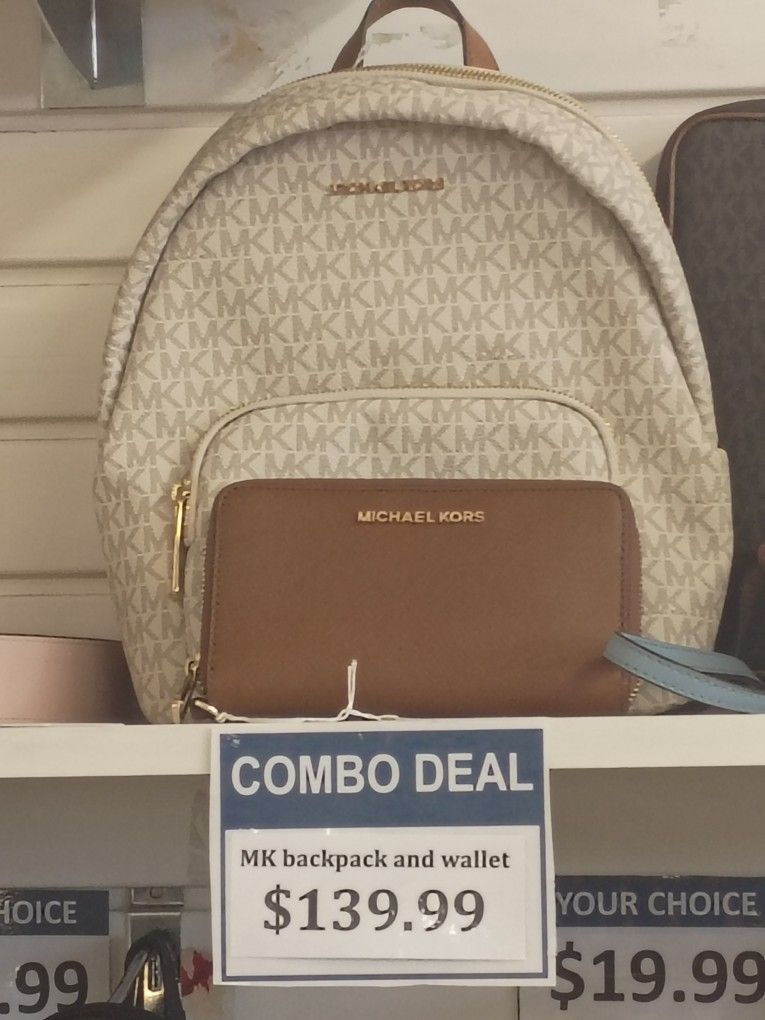 MICHAEL KORS
MICHAEL KORS
COMBO DEAL
MK backpack and wallet
$139.99
HOICE
.99
YOUR CHOICE
$19.99